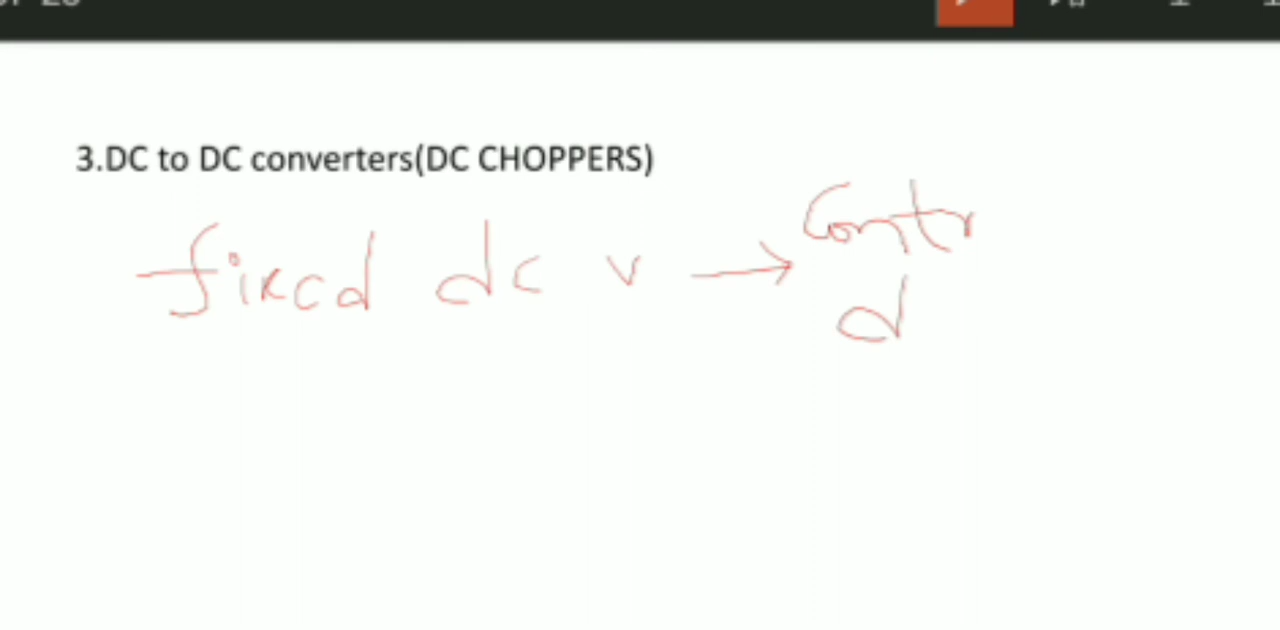 3.DC to DC converters(DC CHOPPERS)
fixed dc v → Contr
d